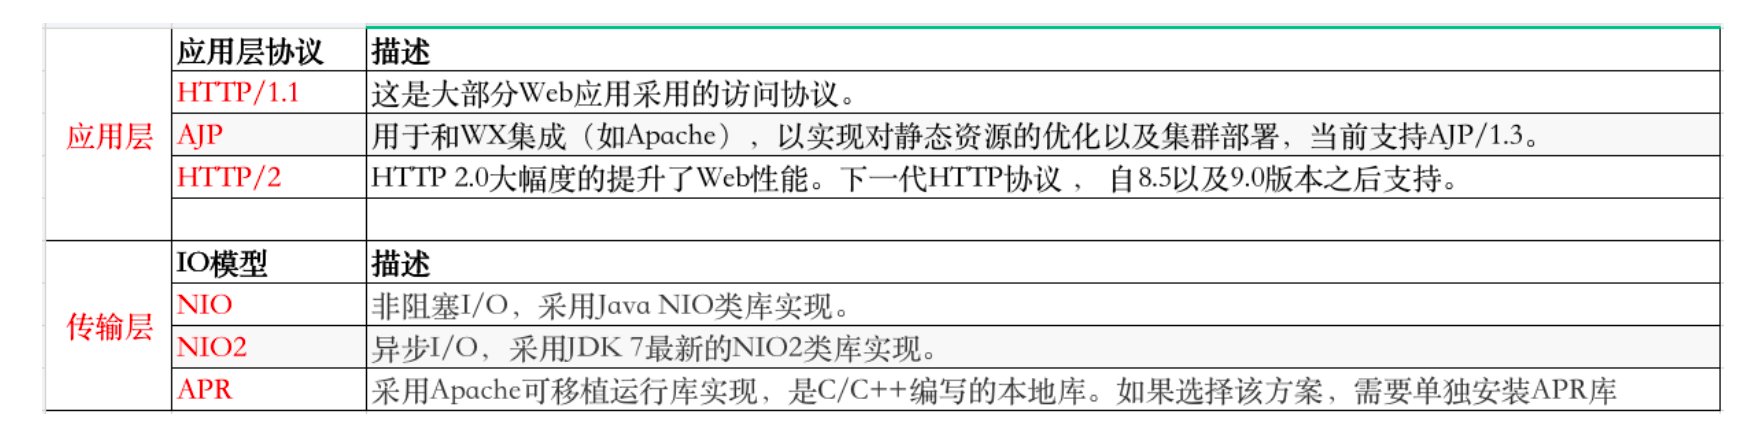 应用层协议 描述
HTTP/1.1 这是大部分Web应用采用的访问协议。
应用层 AJP 用于和WX集成（如Apache），以实现对静态资源的优化以及集群部署，当前支持AJP/1.3。
HTTP/2 HTTP 2.0大幅度的提升了Web性能。下一代HTTP协议 ， 自8.5以及9.0版本之后支持。
IO模型 描述
NIO 非阻塞I/O，采用Java NIO类库实现。
传输层 NIO2 异步I/O，采用JDK 7最新的NIO2类库实现。
APR 采用Apache可移植运行库实现，是C/C++编写的本地库。如果选择该方案，需要单独安装APR库